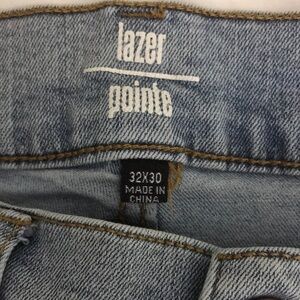 lazer
pointe
32X30
MADE IN
CHINA